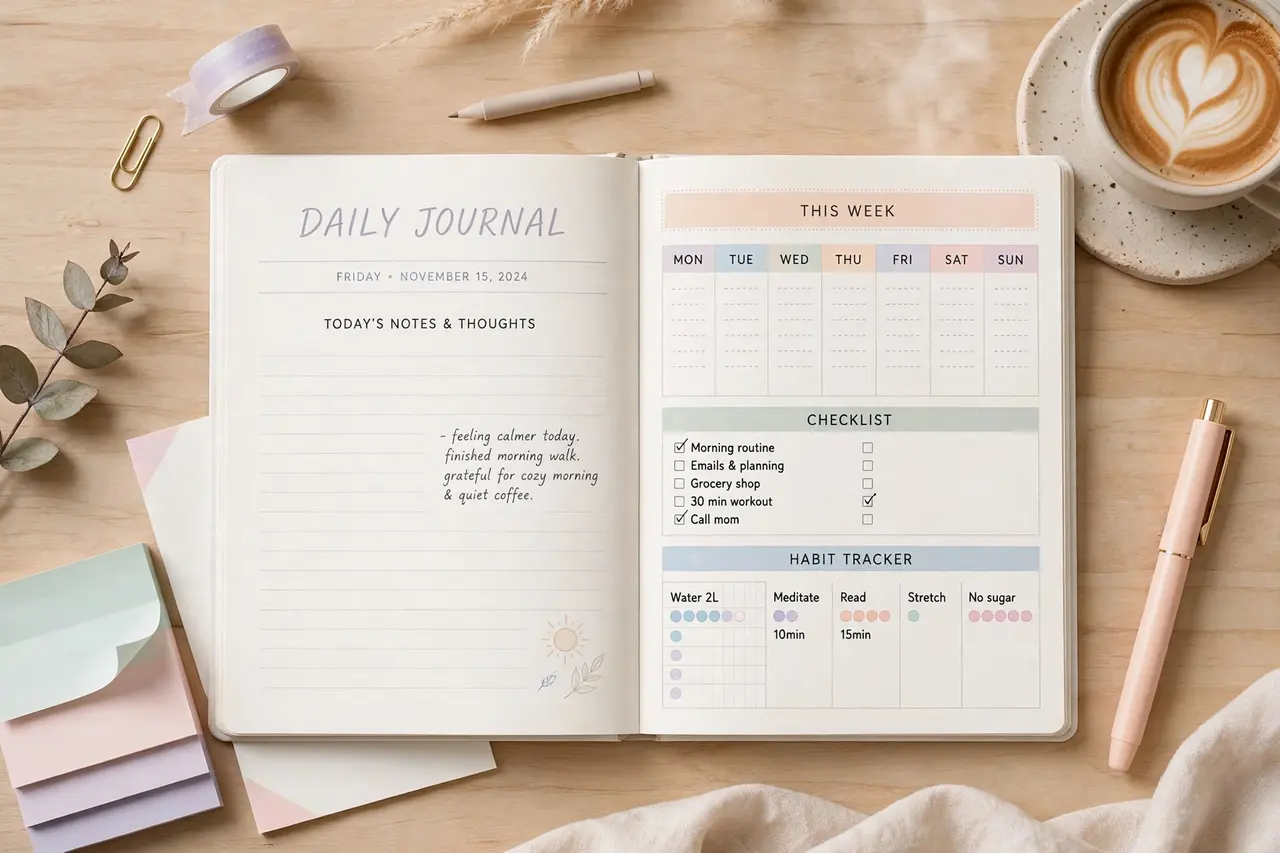 DAILY JOURNAL
FRIDAY • NOVEMBER 15, 2024
TODAY'S NOTES & THOUGHTS
- feeling calmer today.
finished morning walk.
grateful for cozy morning
& quiet coffee.
THIS WEEK
MON TUE WED THU FRI SAT SUN
CHECKLIST
Morning routine
Emails & planning
Grocery shop
30 min workout
Call mom
HABIT TRACKER
Water 2L Meditate Read Stretch No sugar
10min 15min